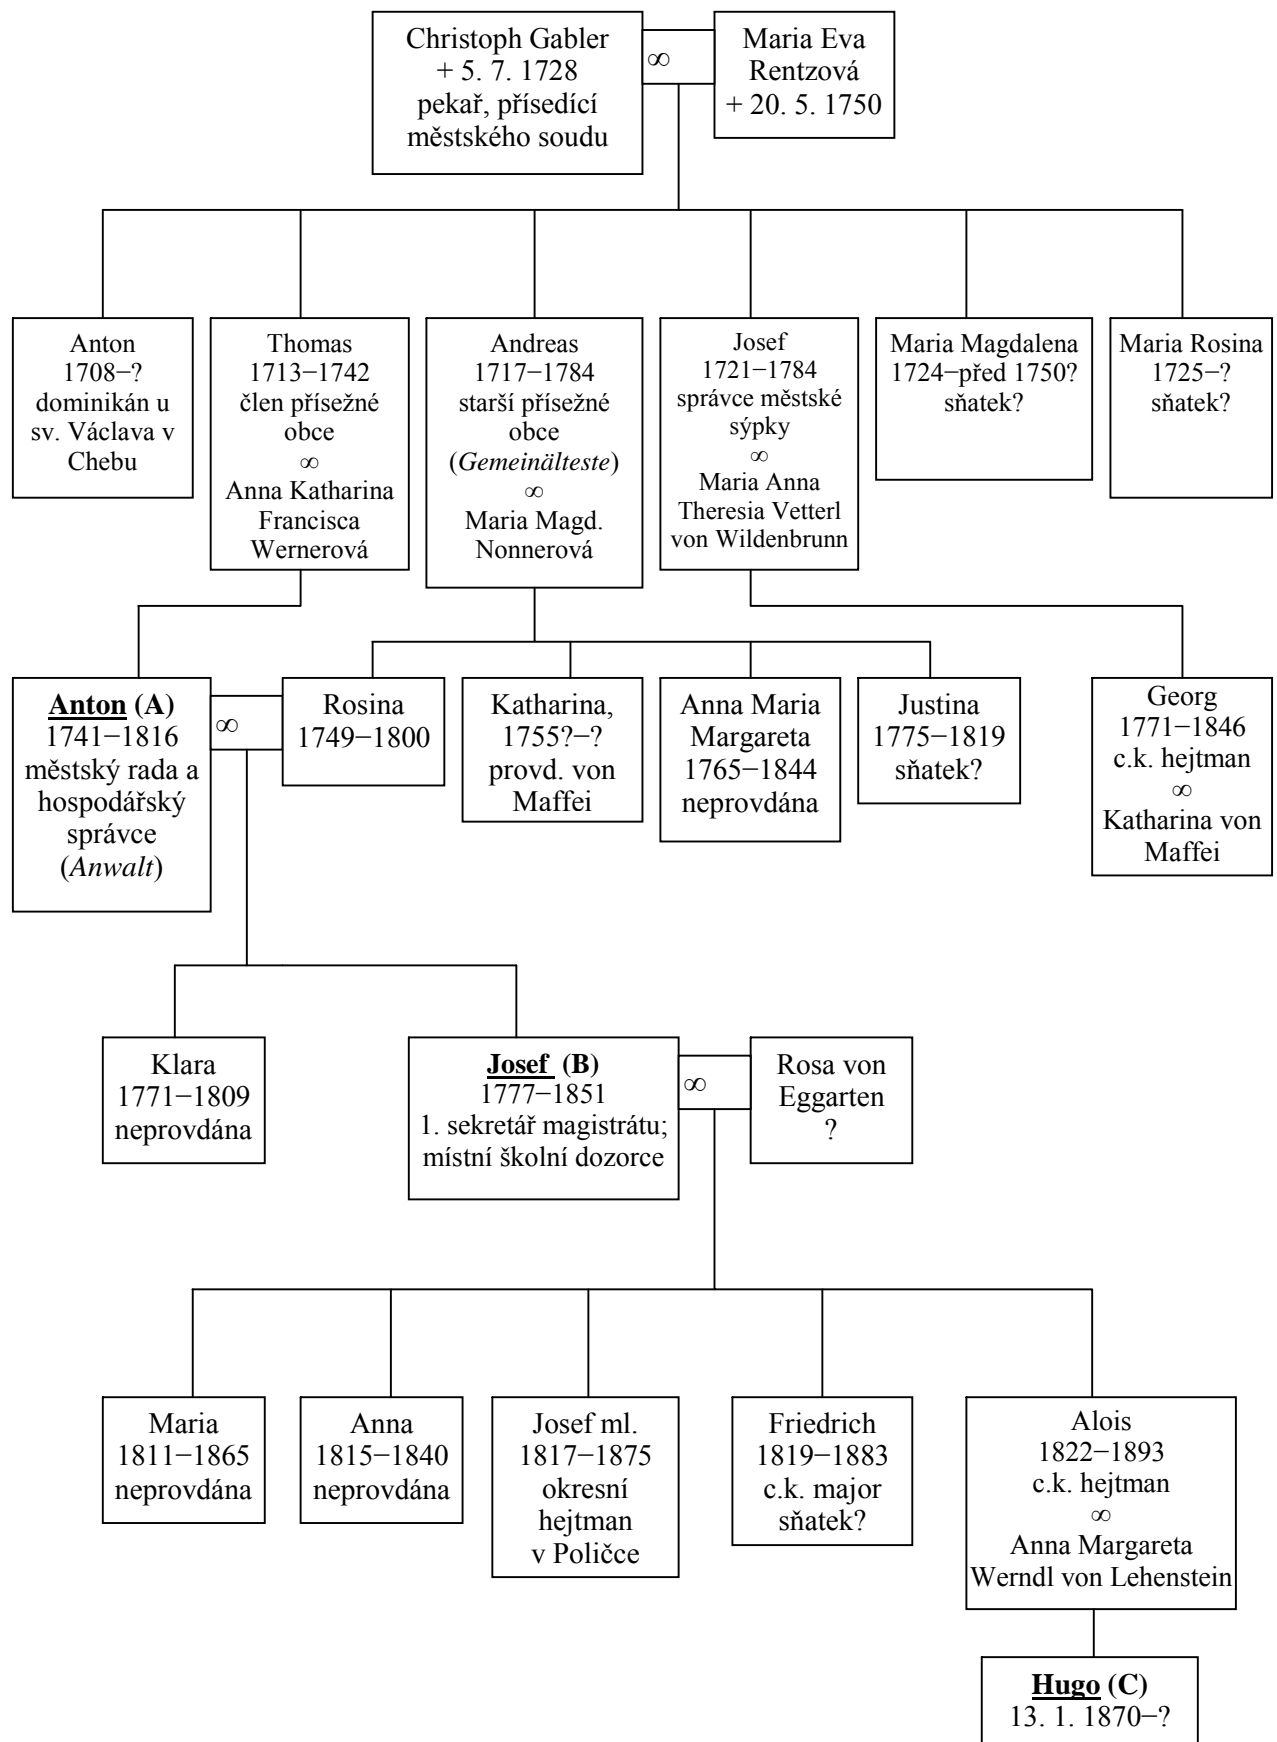 Christoph Gabler
+ 5. 7. 1728
pekař, přísedící
městského soudu
∞
Maria Eva
Rentzová
+ 20. 5. 1750
Anton
1708−?
dominikán u
sv. Václava v
Chebu
Thomas
1713−1742
člen přísežné
obce
∞
Anna Katharina
Francisca
Wernerová
Andreas
1717−1784
starší přísežné
obce
(Gemeinälteste)
∞
Maria Magd.
Nonnerová
Josef
1721−1784
správce městské
sýpky
∞
Maria Anna
Theresia Vetterl
von Wildenbrunn
Maria Magdalena
1724−před 1750?
sňatek?
Maria Rosina
1725−?
sňatek?
Anton (A)
1741−1816
městský rada a
hospodářský
správce
(Anwalt)
∞
Rosina
1749−1800
Katharina,
1755?−?
provd. von
Maffei
Anna Maria
Margareta
1765−1844
neprovdána
Justina
1775−1819
sňatek?
Georg
1771−1846
c.k. hejtman
∞
Katharina von
Maffei
Klara
1771−1809
neprovdána
Josef (B)
1777−1851
1. sekretář magistrátu;
místní školní dozorce
∞
Rosa von
Eggarten
?
Maria
1811−1865
neprovdána
Anna
1815−1840
neprovdána
Josef ml.
1817−1875
okresní
hejtman
v Poličce
Friedrich
1819−1883
c.k. major
sňatek?
Alois
1822−1893
c.k. hejtman
∞
Anna Margareta
Werndl von Lehenstein
Hugo (C)
13. 1. 1870−?